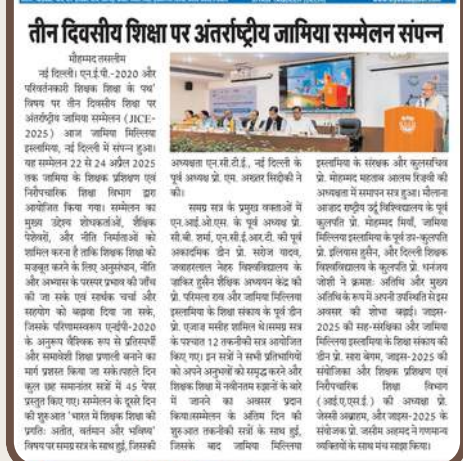 तीन दिवसीय शिक्षा पर अंतर्राष्ट्रीय जामिया सम्मेलन संपन्न
मौहम्मद तसलीम
नई दिल्ली। एन.ई.पी.-2020 और
परिवर्तनकारी शिक्षक शिक्षा के पथ'
विषय पर तीन दिवसीय शिक्षा पर
अंतर्राष्ट्रीय जामिया सम्मेलन (JICE-
2025) आज जामिया मिल्लिया
इस्लामिया, नई दिल्ली में संपन्न हुआ।
यह सम्मेलन 22 से 24 अप्रैल 2025
तक जामिया के शिक्षक प्रशिक्षण एवं
निरौपचारिक शिक्षा विभाग द्वारा
आयोजित किया गया। सम्मेलन का
मुख्य उद्देश्य शोधकर्ताओं, शैक्षिक
पेशेवरों, और नीति निर्माताओं को
शामिल करना है ताकि शिक्षक शिक्षा को
मजबूत करने के लिए अनुसंधान, नीति
और अभ्यास के परस्पर प्रभाव की जाँच
की जा सके एवं सार्थक चर्चा और
सहयोग को बढ़ावा दिया जा सके,
जिसके परिणामस्वरूप एनईपी-2020
के अनुरूप वैश्विक रूप से प्रतिस्पर्धी
और समावेशी शिक्षा प्रणाली बनाने का
मार्ग प्रशस्त किया जा सके।पहले दिन
कुल छह समानांतर सत्रों में 45 पेपर
प्रस्तुत किए गए। सम्मेलन के दूसरे दिन
की शुरुआत 'भारत में शिक्षक शिक्षा की
प्रगति: अतीत, वर्तमान और भविष्य'
विषय पर समग्र सत्र के साथ हुई, जिसकी
अध्यक्षता एन.सी.टी.ई., नई दिल्ली के
पूर्व अध्यक्ष प्रो. एम. अख्तर सिद्दीकी ने
की।
समग्र सत्र के प्रमुख वक्ताओं में
एन.आई.ओ.एस. के पूर्व अध्यक्ष प्रो.
सी.बी. शर्मा, एन.सी.ई.आर.टी. की पूर्व
अकादमिक डीन प्रो. सरोज यादव,
जवाहरलाल नेहरू विश्वविद्यालय के
जाकिर हुसैन शैक्षिक अध्ययन केंद्र की
प्रो. परिमला राव और जामिया मिल्लिया
इस्लामिया के शिक्षा संकाय के पूर्व डीन
प्रो. एजाज मसीह शामिल थे।समग्र सत्र
के पश्चात 12 तकनीकी सत्र आयोजित
किए गए। इन सत्रों ने सभी प्रतिभागियों
को अपने अनुभवों को समृद्ध करने और
शिक्षक शिक्षा में नवीनतम रुझानों के बारे
में जानने का अवसर प्रदान
किया।सम्मेलन के अंतिम दिन की
शुरुआत तकनीकी सत्रों के साथ हुई,
जिसके बाद जामिया मिल्लिया
इस्लामिया के संरक्षक और कुलसचिव
प्रो. मोहम्मद महताब आलम रिज़वी की
अध्यक्षता में समापन सत्र हुआ। मौलाना
आजाद राष्ट्रीय उर्दू विश्वविद्यालय के पूर्व
कुलपति प्रो. मोहम्मद मियाँ, जामिया
मिल्लिया इस्लामिया के पूर्व उप-कुलपति
प्रो. इलियास हुसैन, और दिल्ली शिक्षक
विश्वविद्यालय के कुलपति प्रो. धनंजय
जोशी ने क्रमशः अतिथि और मुख्य
अतिथि के रूप में अपनी उपस्थिति से इस
अवसर की शोभा बढ़ाई। जाइस-
2025 की सह-संरक्षिका और जामिया
मिल्लिया इस्लामिया के शिक्षा संकाय की
डीन प्रो. सारा बेगम, जाइस-2025 की
संयोजिका और शिक्षक प्रशिक्षण एवं
निरौपचारिक शिक्षा विभाग
(आई.ए.एस.ई.) की अध्यक्षा प्रो.
जेस्सी अब्राहम, और जाइस-2025 के
संयोजक प्रो. जसीम अहमद ने गणमान्य
व्यक्तियों के साथ मंच साझा किया।